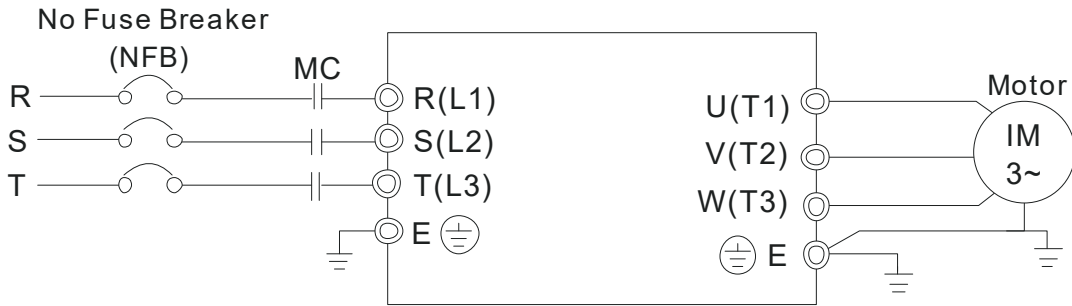 No Fuse Breaker
(NFB)
MC
R
S
T
R(L1)
S(L2)
T(L3)
E
U(T1)
V(T2)
W(T3)
E
Motor
IM
3~